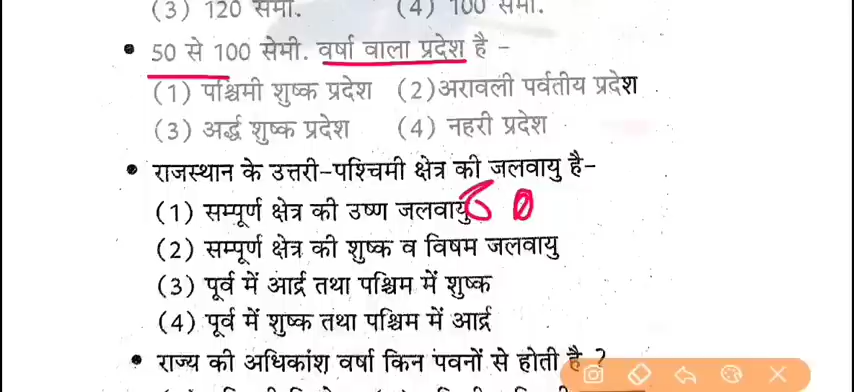 (3) 120 सेमी. (4) 100 सेमी.
• 50 से 100 सेमी. वर्षा वाला प्रदेश है –
(1) पश्चिमी शुष्क प्रदेश (2)अरावली पर्वतीय प्रदेश
(3) अर्द्ध शुष्क प्रदेश (4) नहरी प्रदेश
• राजस्थान के उत्तरी-पश्चिमी क्षेत्र की जलवायु है-
(1) सम्पूर्ण क्षेत्र की उष्ण जलवायु
(2) सम्पूर्ण क्षेत्र की शुष्क व विषम जलवायु
(3) पूर्व में आर्द्र तथा पश्चिम में शुष्क
(4) पूर्व में शुष्क तथा पश्चिम में आर्द्र
• राज्य की अधिकांश वर्षा किन पवनों से होती है ?